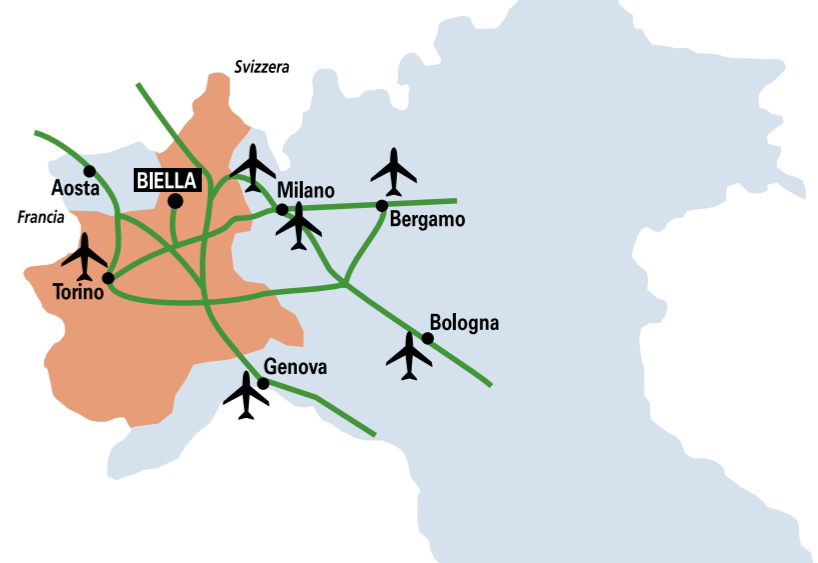 Svizzera
Aosta
BIELLA
Milano
Francia
Bergamo
Torino
Bologna
Genova